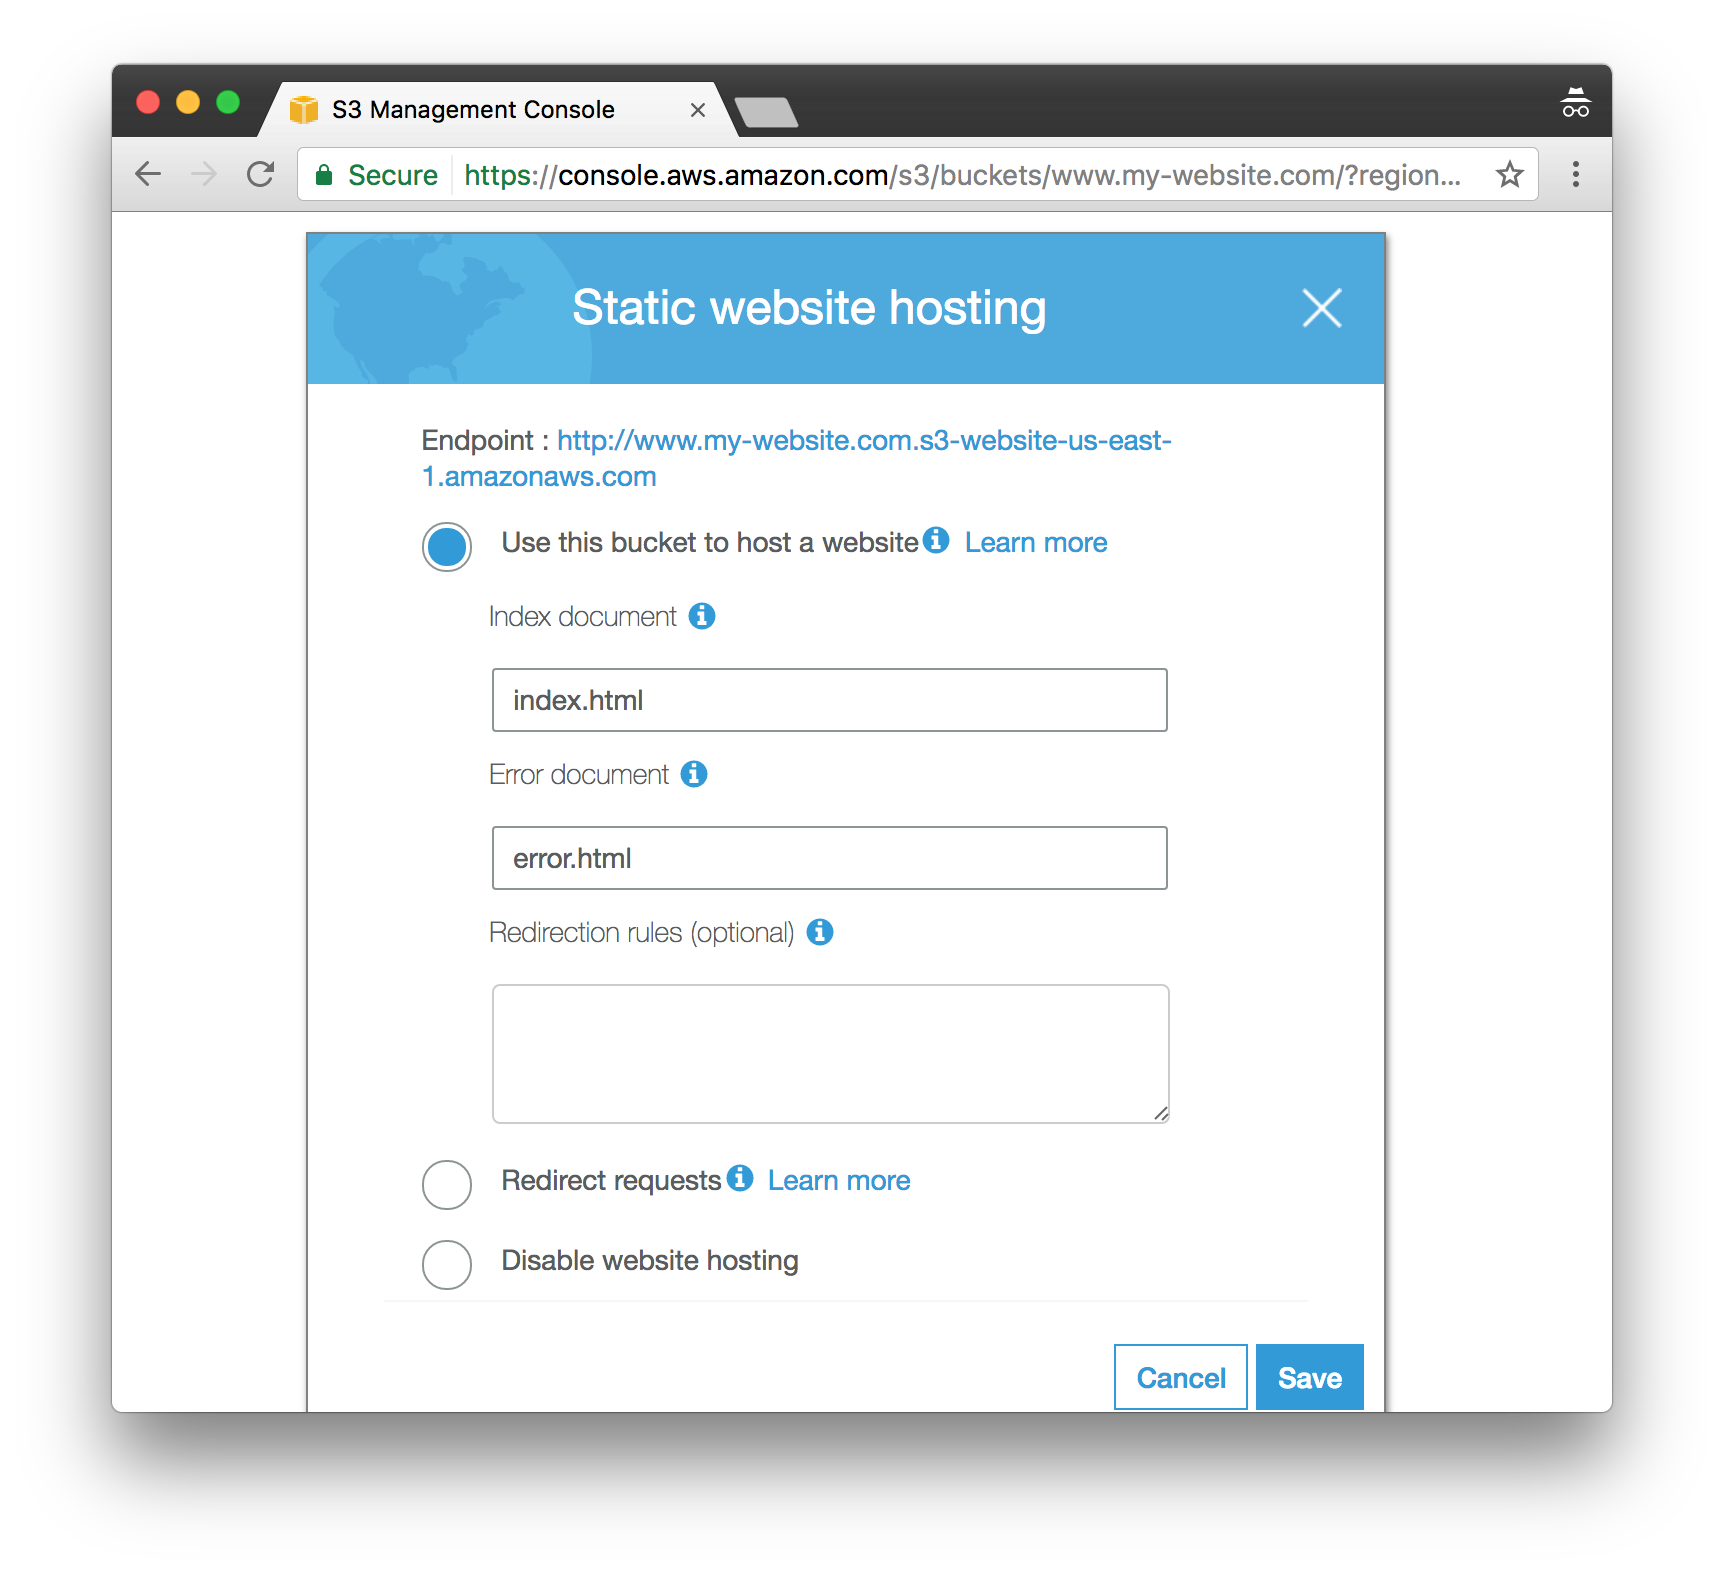 S3 Management Console
Secure https://console.aws.amazon.com/s3/buckets/www.my-website.com/?region...
Static website hosting
Endpoint : http://www.my-website.com.s3-website-us-east-
1.amazonaws.com
Use this bucket to host a website Learn more
Index document
index.html
Error document
error.html
Redirection rules (optional)
Redirect requests Learn more
Disable website hosting
Cancel Save